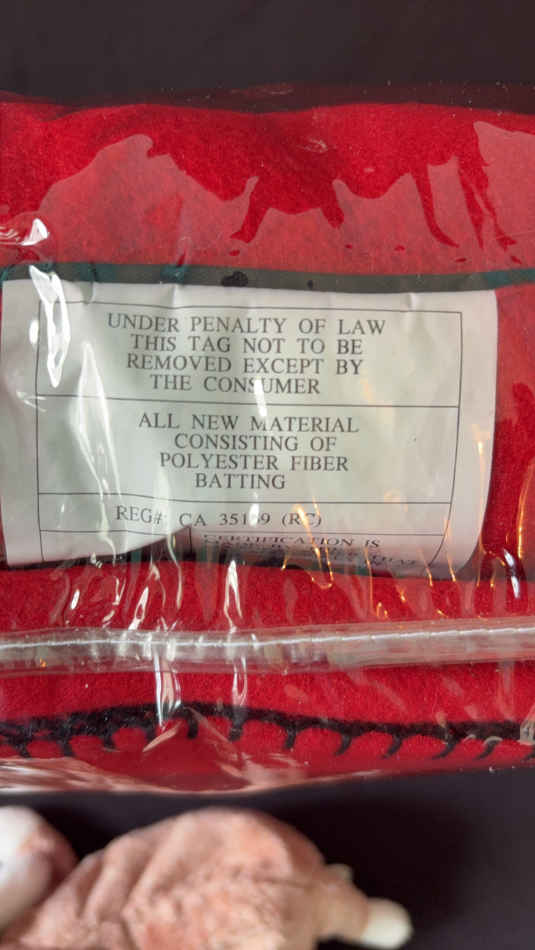 UNDER PENALTY OF LAW
THIS TAG NOT TO BE
REMOVED EXCEPT BY
THE CONSUMER
ALL NEW MATERIAL
CONSISTING OF
POLYESTER FIBER
BATTING
REG# CA (RC)
CERTIFICATION IS